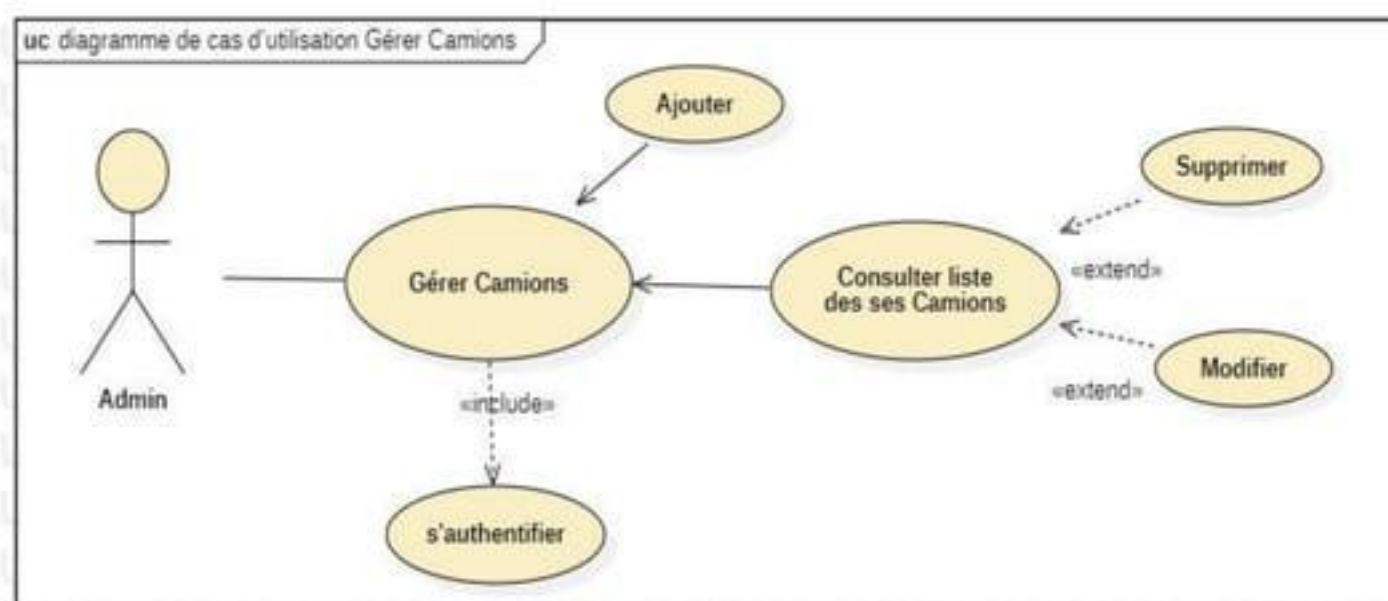 uc diagramme de cas d'utilisation Gérer Camions
Ajouter
Supprimer
Gérer Camions
Consulter liste
des ses Camions
«extend»
Modifier
«extend»
Admin
«include»
s'authentifier